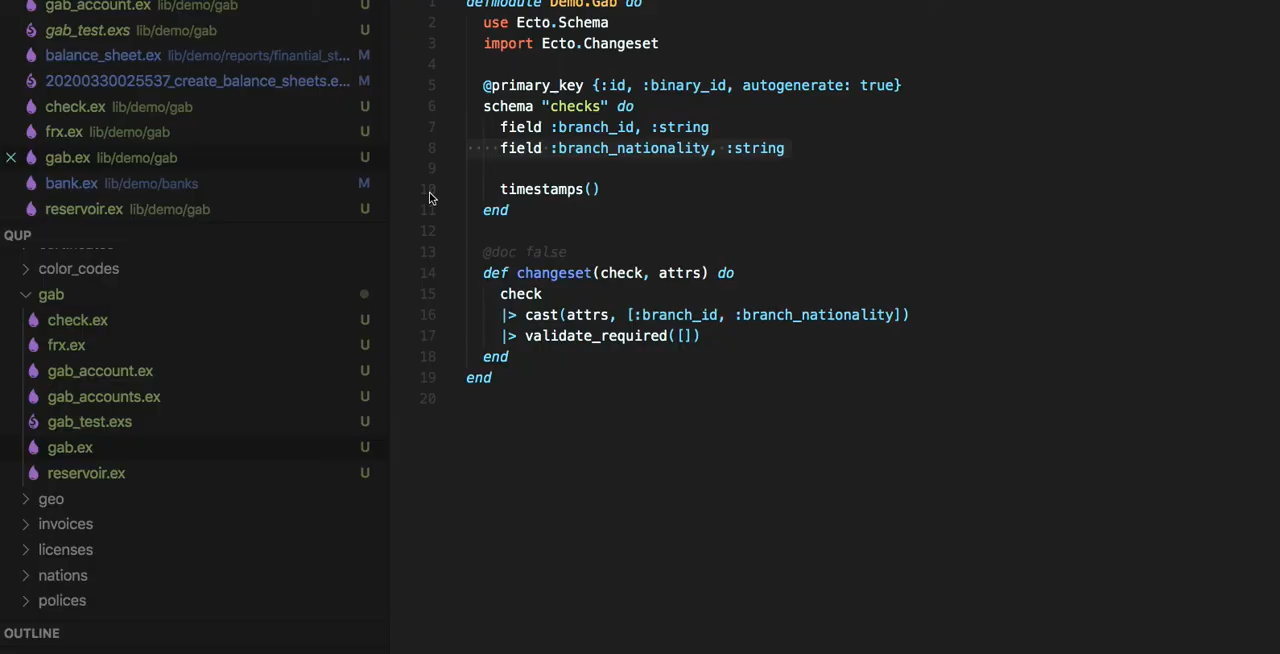 gab_account.ex lib/demo/gab U
gab_test.exs lib/demo/gab U
balance_sheet.ex lib/demo/reports/finantial_st... M
20200330025537_create_balance_sheets.e... M
check.ex lib/demo/gab U
frx.ex lib/demo/gab U
gab.ex lib/demo/gab U
bank.ex lib/demo/banks M
reservoir.ex lib/demo/gab U
QUP
certificates
color_codes
gab
check.ex U
frx.ex U
gab_account.ex U
gab_accounts.ex U
gab_test.exs U
gab.ex U
reservoir.ex U
geo
invoices
licenses
nations
polices
OUTLINE
1 defmodule Demo.Gab do
2 use Ecto.Schema
3 import Ecto.Changeset
4
5 @primary_key {:id, :binary_id, autogenerate: true}
6 schema "checks" do
7 field :branch_id, :string
8 ····field·:branch_nationality,·:string
9
10 timestamps()
11 end
12
13 @doc false
14 def changeset(check, attrs) do
15 check
16 |> cast(attrs, [:branch_id, :branch_nationality])
17 |> validate_required([])
18 end
19 end
20